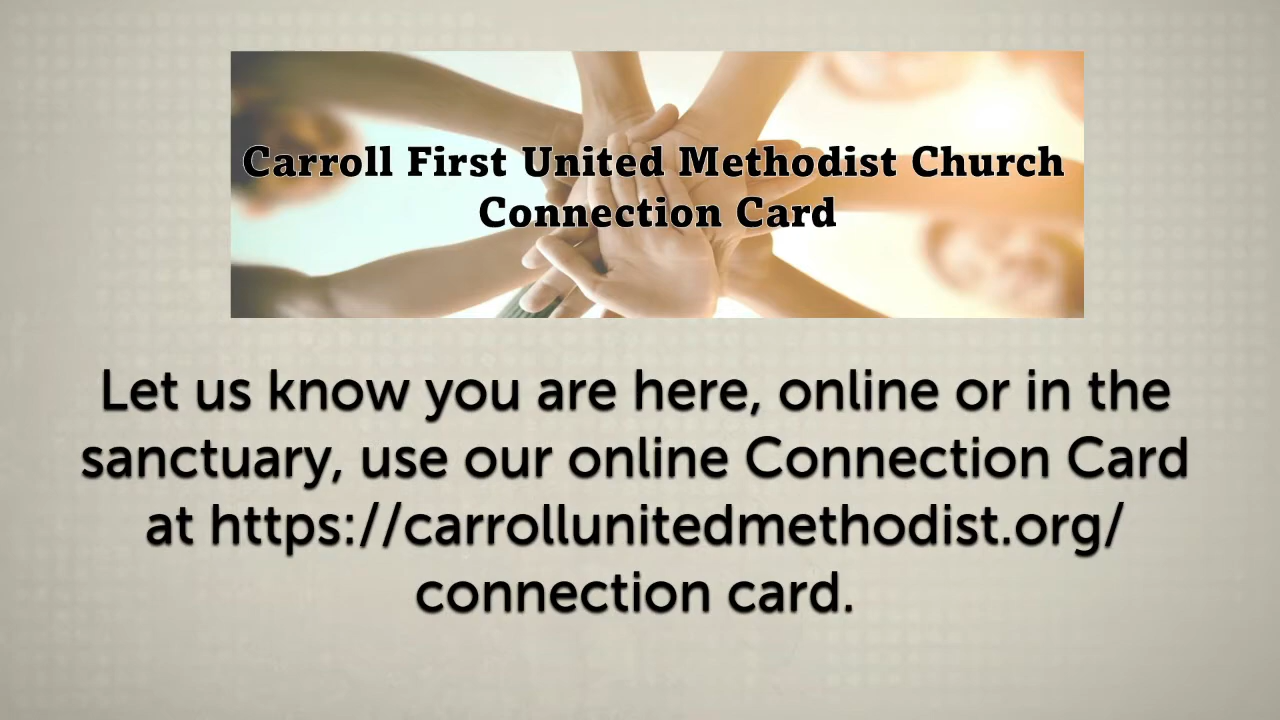 Carroll First United Methodist Church
Connection Card
Let us know you are here, online or in the
sanctuary, use our online Connection Card
at https://carrollunitedmethodist.org/
connection card.